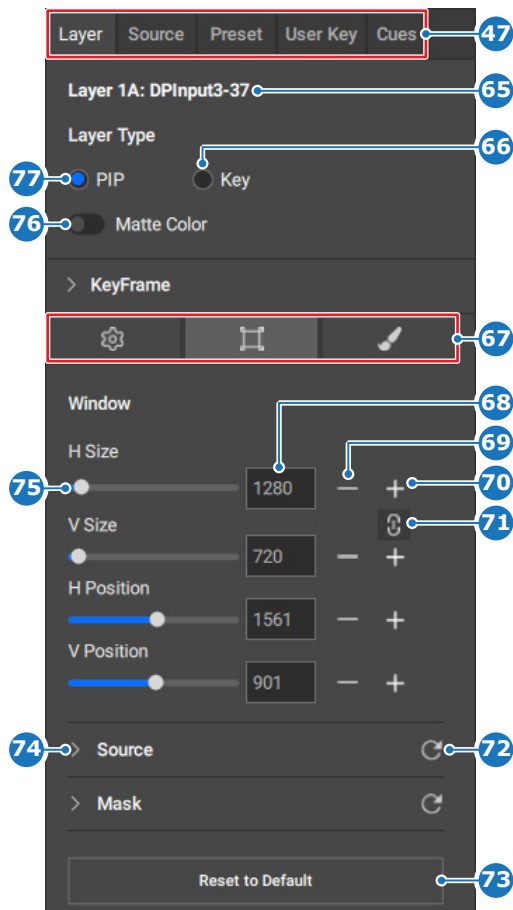 Layer Source Preset User Key Cues 47
Layer 1A: DPInput3-37 65
Layer Type 66
77 PIP Key
76 Matte Color
KeyFrame
67
Window 68
H Size 69
75 1280 70
71
V Size
720
H Position
1561
V Position
901
74 Source 72
Mask
Reset to Default 73